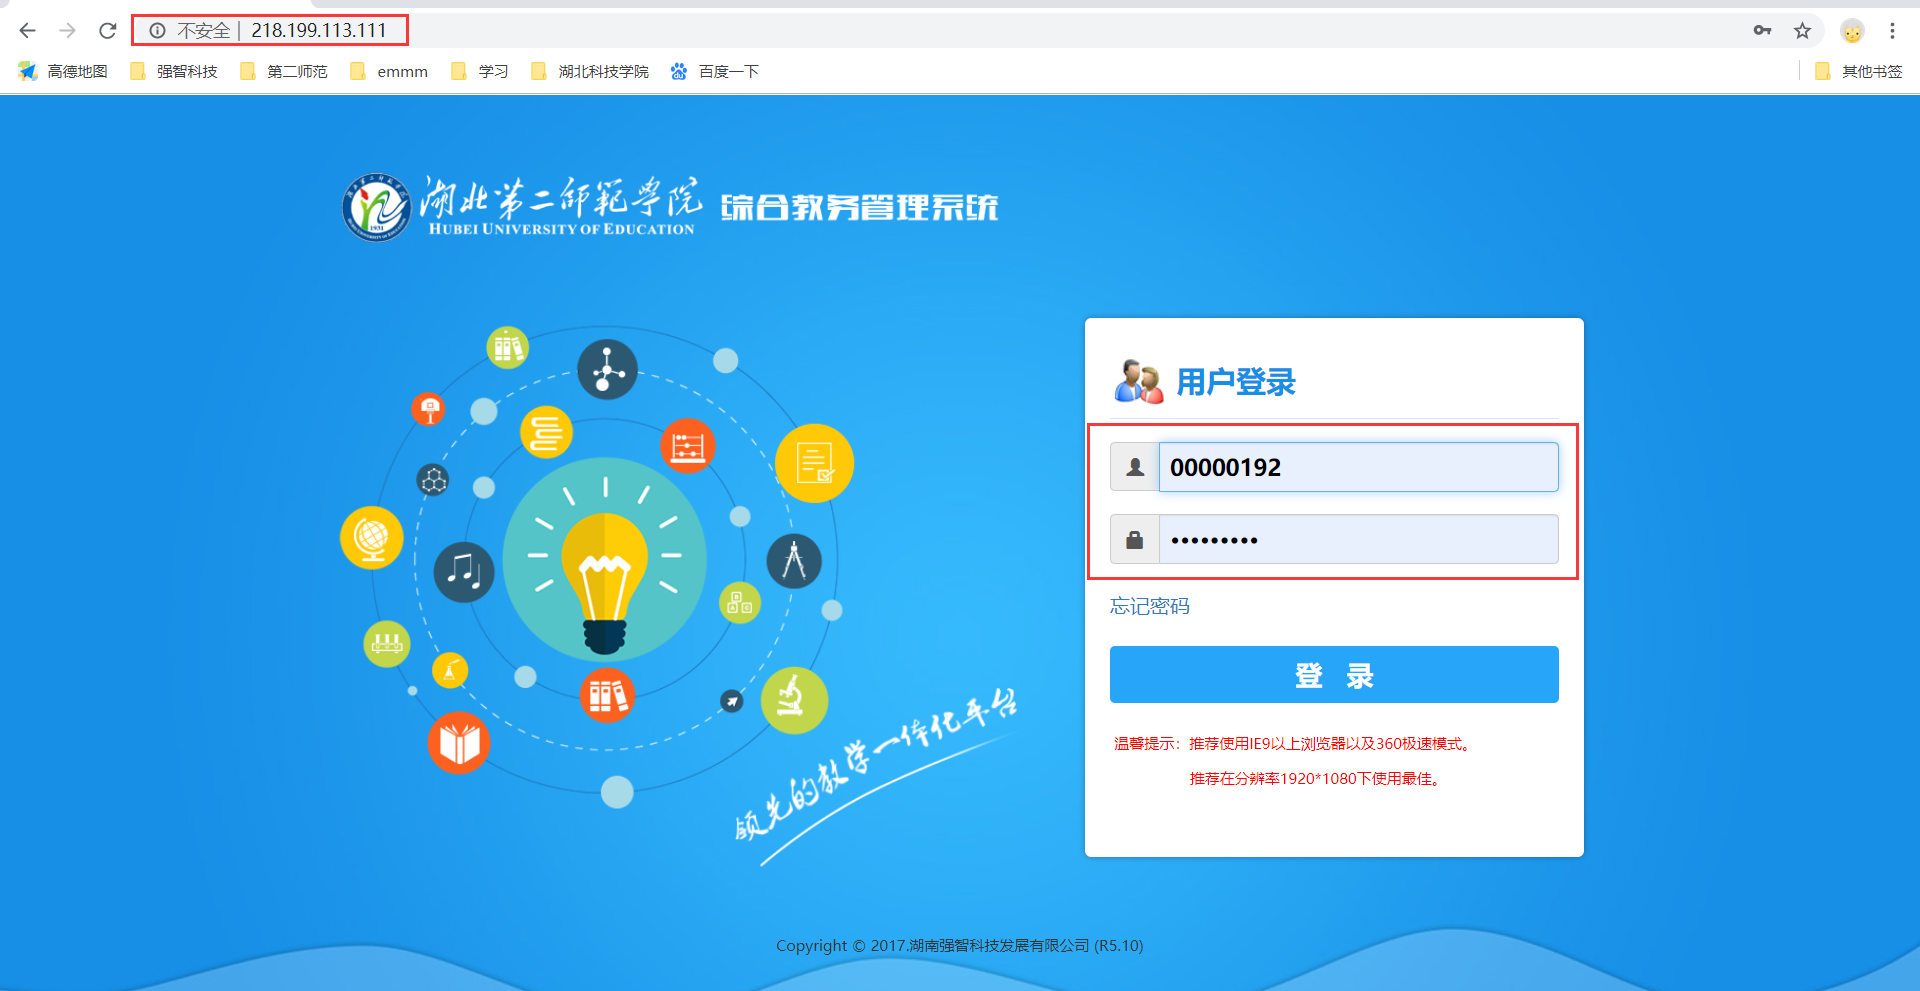 不安全 | 218.199.113.111
高德地图 强智科技 第二师范 emmm 学习 湖北科技学院 百度一下 其他书签
湖北第二师范学院 综合教务管理系统
HUBEI UNIVERSITY OF EDUCATION
1931
用户登录
00000192
•••••••••
忘记密码
登 录
温馨提示：推荐使用IE9以上浏览器以及360极速模式。
推荐在分辨率1920*1080下使用最佳。
领先的教学一体化平台
Copyright © 2017.湖南强智科技发展有限公司 (R5.10)